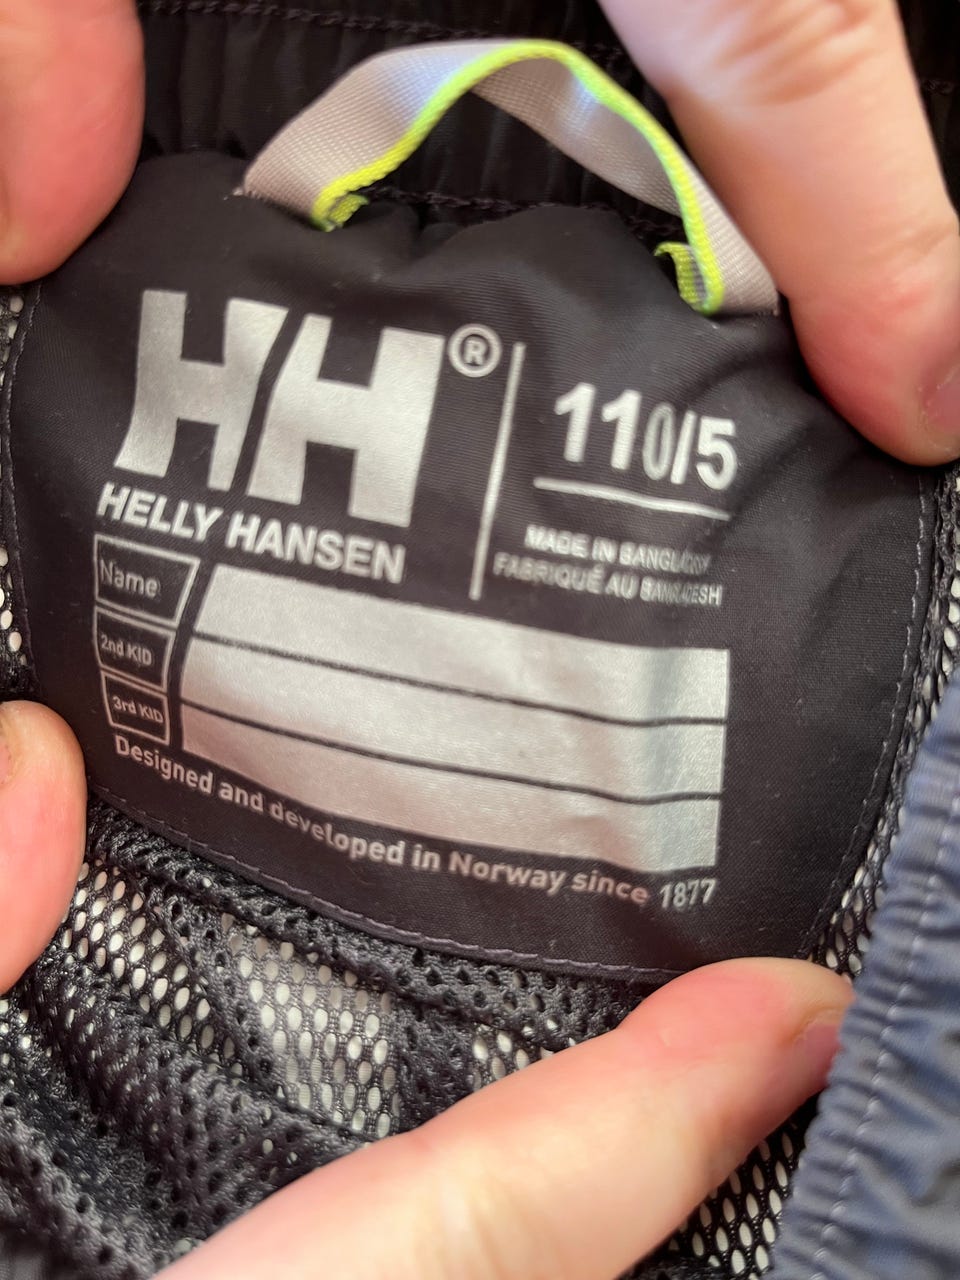 HH®
HELLY HANSEN
110/5
MADE IN BANGLADESH
FABRIQUÉ AU BANGLADESH
Name
2nd KID
3rd KID
Designed and developed in Norway since 1877